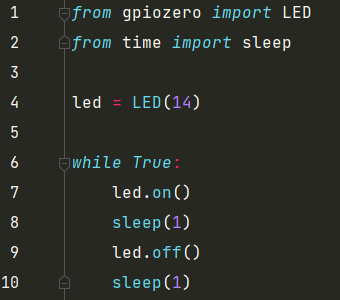 1 from gpiozero import LED
2 from time import sleep
3
4 led = LED(14)
5
6 while True:
7     led.on()
8     sleep(1)
9     led.off()
10     sleep(1)